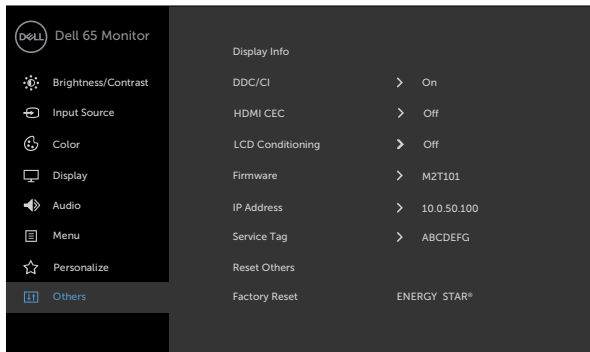 DELL Dell 65 Monitor
Display Info
Brightness/Contrast DDC/CI > On
Input Source HDMI CEC > Off
Color LCD Conditioning > Off
Display Firmware > M2T101
Audio IP Address > 10.0.50.100
Menu Service Tag > ABCDEFG
Personalize Reset Others
Others Factory Reset ENERGY STAR®